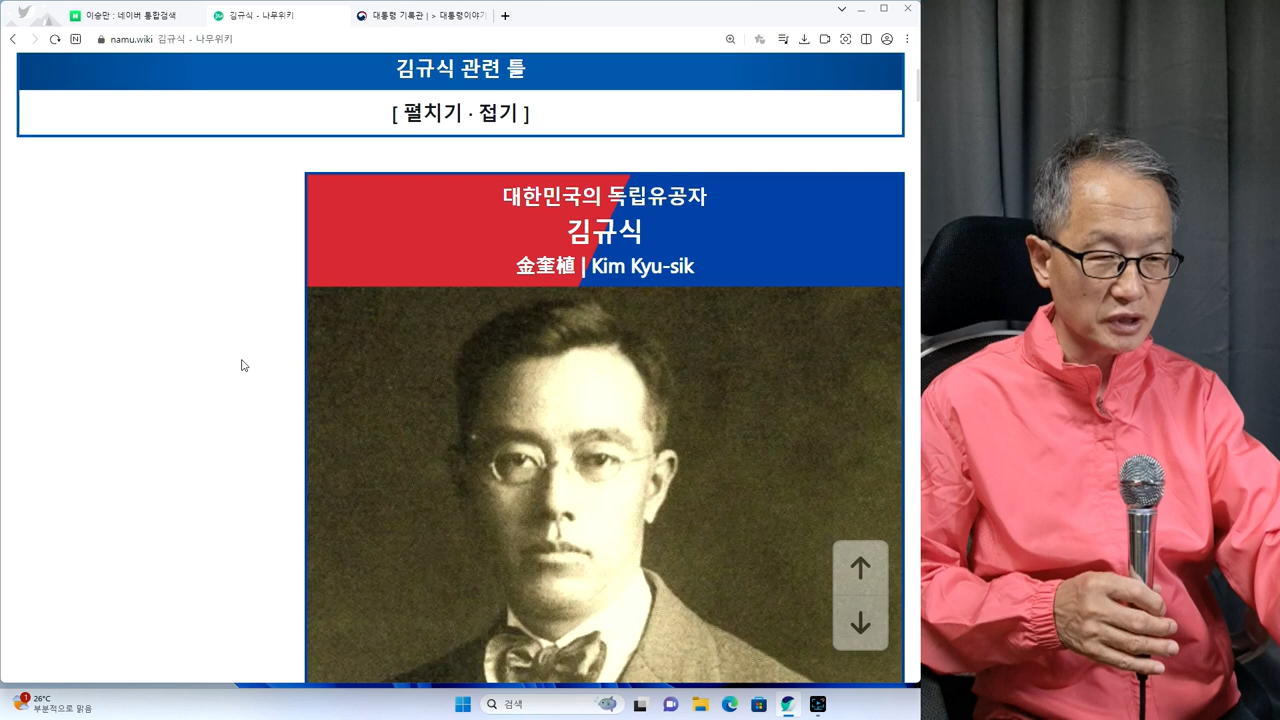 이승만 : 네이버 통합검색
김규식 - 나무위키
대통령 기록관 | > 대통령이야기
namu.wiki 김규식 - 나무위키
김규식 관련 틀
[ 펼치기 · 접기 ]
대한민국의 독립유공자
김규식
金奎植 | Kim Kyu-sik
1
26°C
부분적으로 맑음
검색